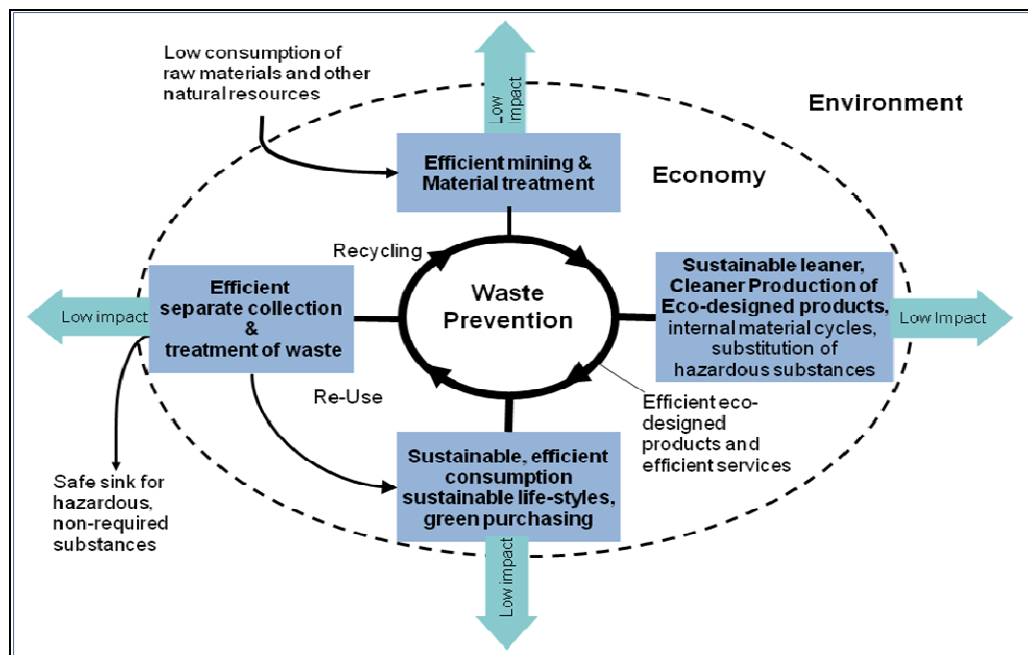 Low consumption of
raw materials and other
natural resources
Low
Impact
Environment
Efficient mining &
Material treatment
Economy
Recycling
Efficient
separate collection
&
treatment of waste
Low impact
Waste
Prevention
Sustainable leaner,
Cleaner Production of
Eco-designed products,
internal material cycles,
substitution of
hazardous substances
Low Impact
Re-Use
Efficient eco-
designed
products and
efficient services
Sustainable, efficient
consumption
sustainable life-styles,
green purchasing
Safe sink for
hazardous,
non-required
substances
Low impact